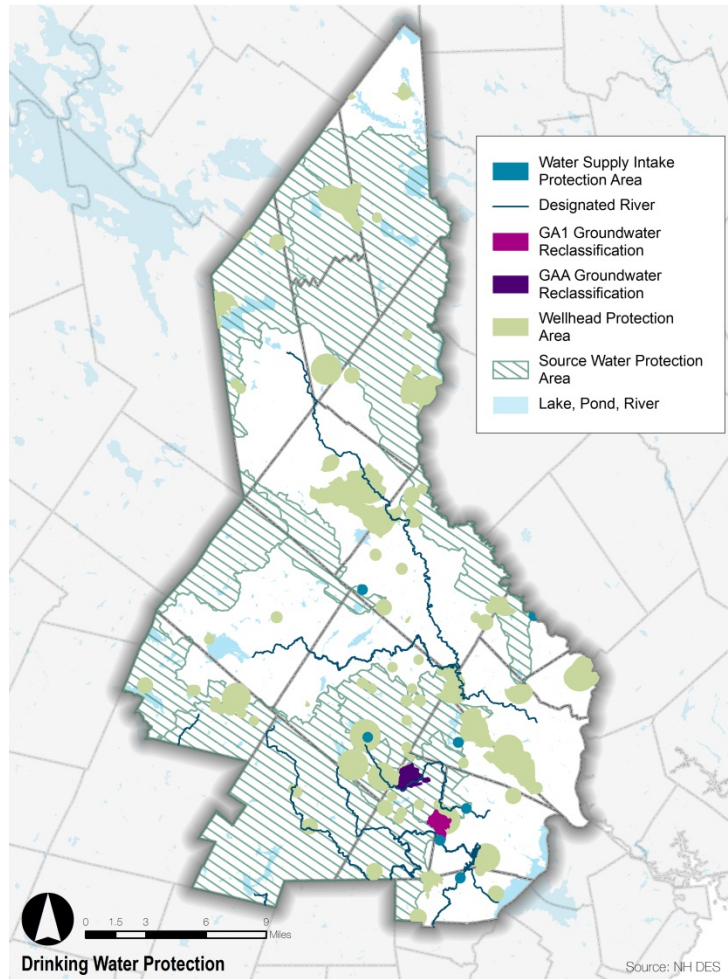 Water Supply Intake
Protection Area
Designated River
GA1 Groundwater
Reclassification
GAA Groundwater
Reclassification
Wellhead Protection
Area
Source Water Protection
Area
Lake, Pond, River
0 1.5 3 6 9
Miles
Drinking Water Protection
Source: NH DES